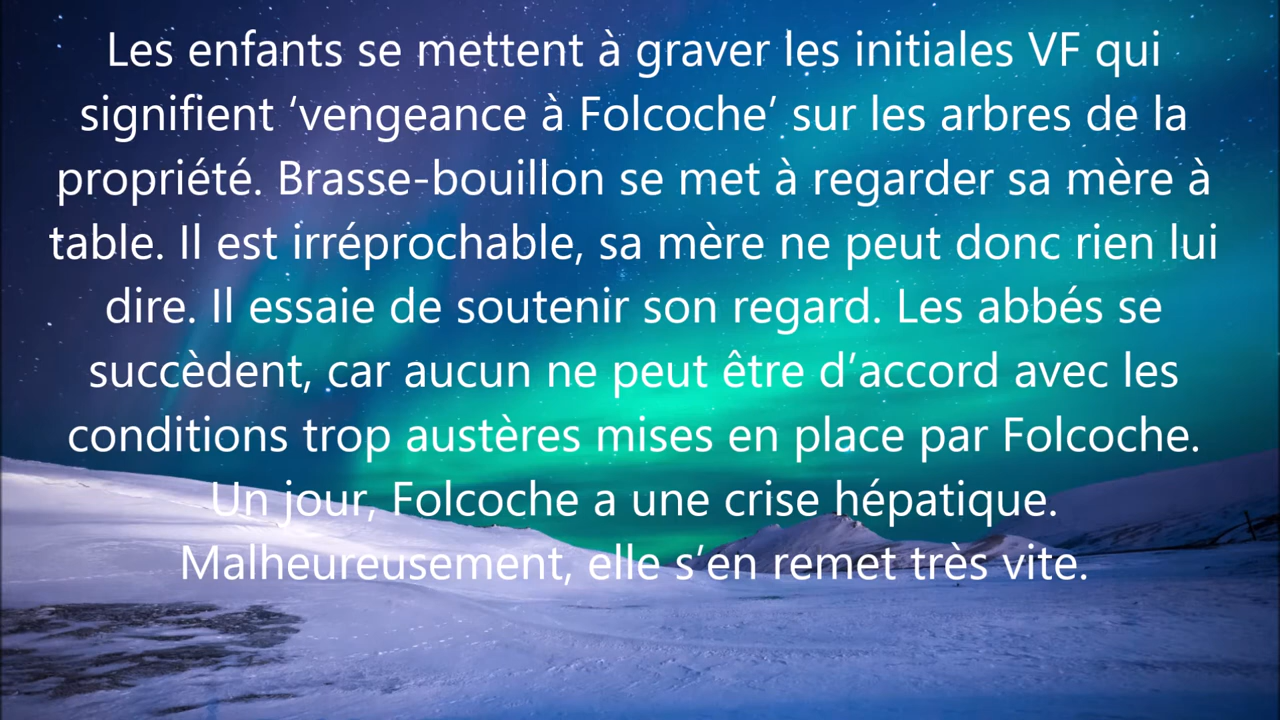 Les enfants se mettent à graver les initiales VF qui
signifient ‘vengeance à Folcoche’ sur les arbres de la
propriété. Brasse-bouillon se met à regarder sa mère à
table. Il est irréprochable, sa mère ne peut donc rien lui
dire. Il essaie de soutenir son regard. Les abbés se
succèdent, car aucun ne peut être d’accord avec les
conditions trop austères mises en place par Folcoche.
Un jour, Folcoche a une crise hépatique.
Malheureusement, elle s’en remet très vite.